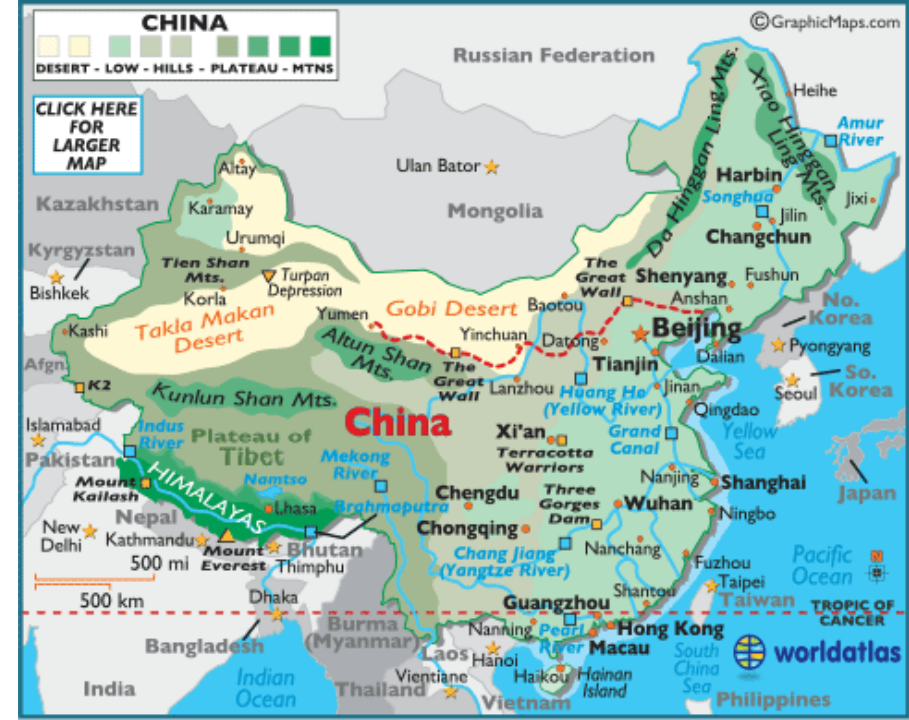 CHINA
DESERT - LOW - HILLS - PLATEAU - MTNS
©GraphicMaps.com
CLICK HERE
FOR
LARGER
MAP
Russian Federation
Heihe
Amur
River
Da Hinggan Ling Mts.
Xiao Hinggan
Ling Mts.
Ulan Bator
Altay
Harbin
Songhua
Jixi
Kazakhstan
Karamay
Mongolia
Jilin
Changchun
Urumqi
Kyrgyzstan
Tien Shan
Mts.
Turpan
Depression
The
Great
Wall
Shenyang
Fushun
Bishkek
Korla
Gobi Desert
Baotou
Anshan
No.
Korea
Takla Makan
Desert
Yumen
Kashi
Yinchuan
Datong
Beijing
Pyongyang
Altun Shan
Mts.
The
Great
Wall
Tianjin
Dalian
Afgn.
K2
Lanzhou
Huang Ho
(Yellow River)
Jinan
Seoul
So.
Korea
Kunlun Shan Mts.
China
Qingdao
Islamabad
Indus
River
Plateau of
Tibet
Xi'an
Terracotta
Warriors
Grand
Canal
Yellow
Sea
Pakistan
Mekong
River
Nanjing
Shanghai
Japan
Mount
Kailash
HIMALAYAS
Namtso
Lhasa
Brahmaputra
Chengdu
Three
Gorges
Dam
Wuhan
Ningbo
New
Delhi
Nepal
Kathmandu
Mount
Everest
Bhutan
Thimphu
Chongqing
Chang Jiang
(Yangtze River)
Nanchang
Fuzhou
Pacific
Ocean
N
500 mi
500 km
Dhaka
Shantou
Taipei
Taiwan
Guangzhou
TROPIC OF
CANCER
Bangladesh
Burma
(Myanmar)
Nanning
Pearl
River
Hong Kong
Macau
Laos
Hanoi
South
China
Sea
worldatlas
India
Indian
Ocean
Vientiane
Thailand
Haikou
Hainan
Island
Vietnam
Philippines